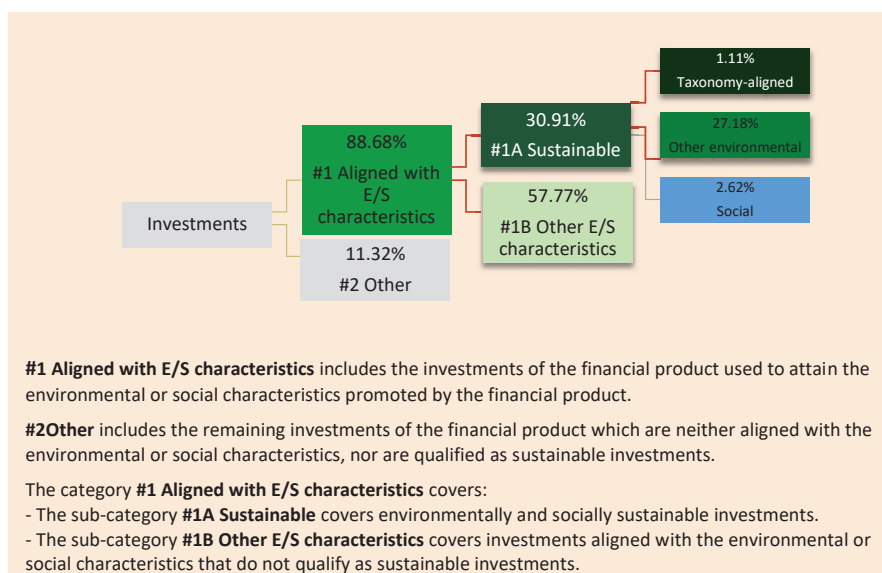 1.11%
Taxonomy-aligned
30.91%
#1A Sustainable
27.18%
Other environmental
88.68%
#1 Aligned with
E/S
characteristics
57.77%
#1B Other E/S
characteristics
2.62%
Social
Investments
11.32%
#2 Other
#1 Aligned with E/S characteristics includes the investments of the financial product used to attain the
environmental or social characteristics promoted by the financial product.
#2Other includes the remaining investments of the financial product which are neither aligned with the
environmental or social characteristics, nor are qualified as sustainable investments.
The category #1 Aligned with E/S characteristics covers:
- The sub-category #1A Sustainable covers environmentally and socially sustainable investments.
- The sub-category #1B Other E/S characteristics covers investments aligned with the environmental or
social characteristics that do not qualify as sustainable investments.